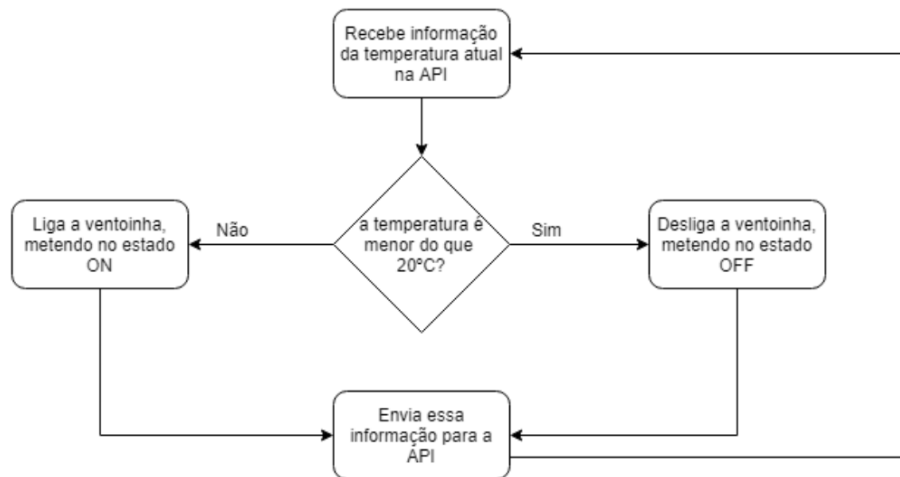 Recebe informação
da temperatura atual
na API
Liga a ventoinha,
metendo no estado
ON
Não
a temperatura é
menor do que
20ºC?
Sim
Desliga a ventoinha,
metendo no estado
OFF
Envia essa
informação para a
API